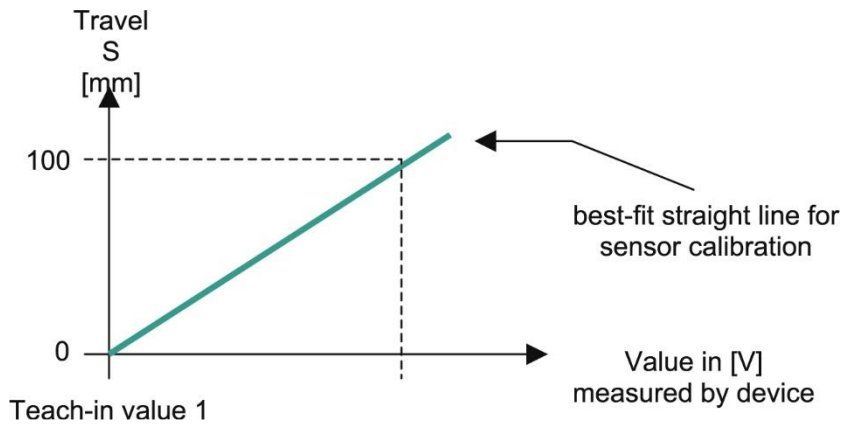 Travel
S
[mm]
100
best-fit straight line for
sensor calibration
0
Value in [V]
measured by device
Teach-in value 1